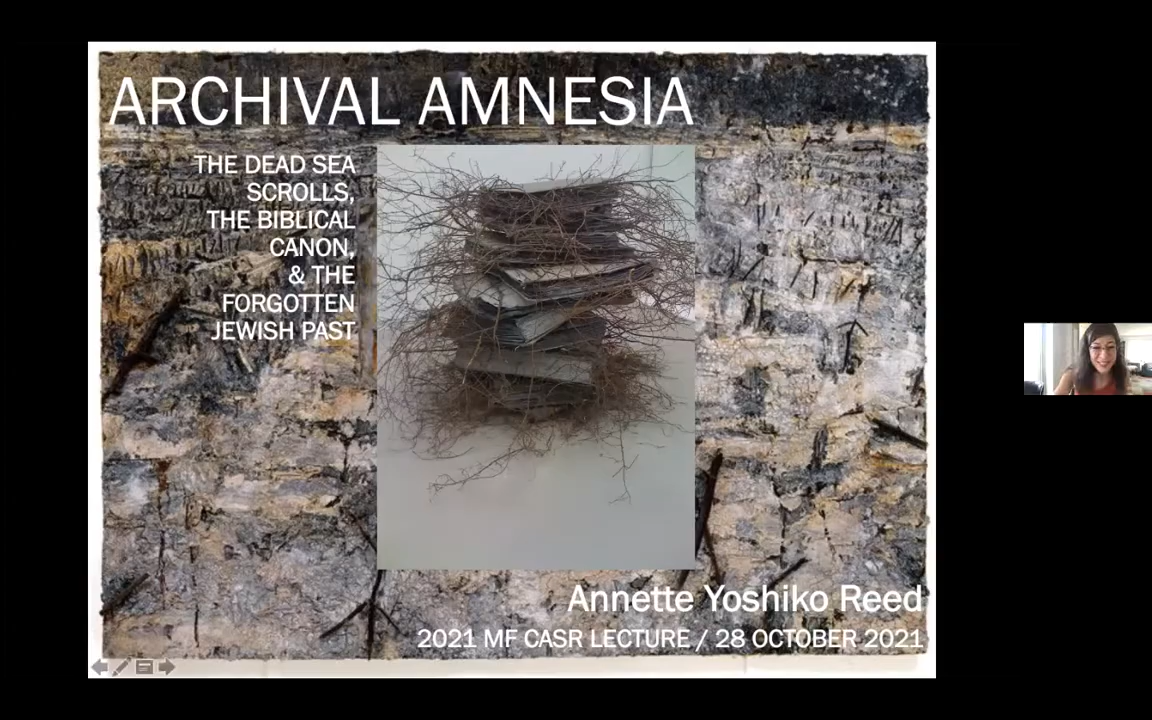 ARCHIVAL AMNESIA
THE DEAD SEA
SCROLLS,
THE BIBLICAL
CANON,
& THE
FORGOTTEN
JEWISH PAST
Annette Yoshiko Reed
2021 MF CASR LECTURE / 28 OCTOBER 2021